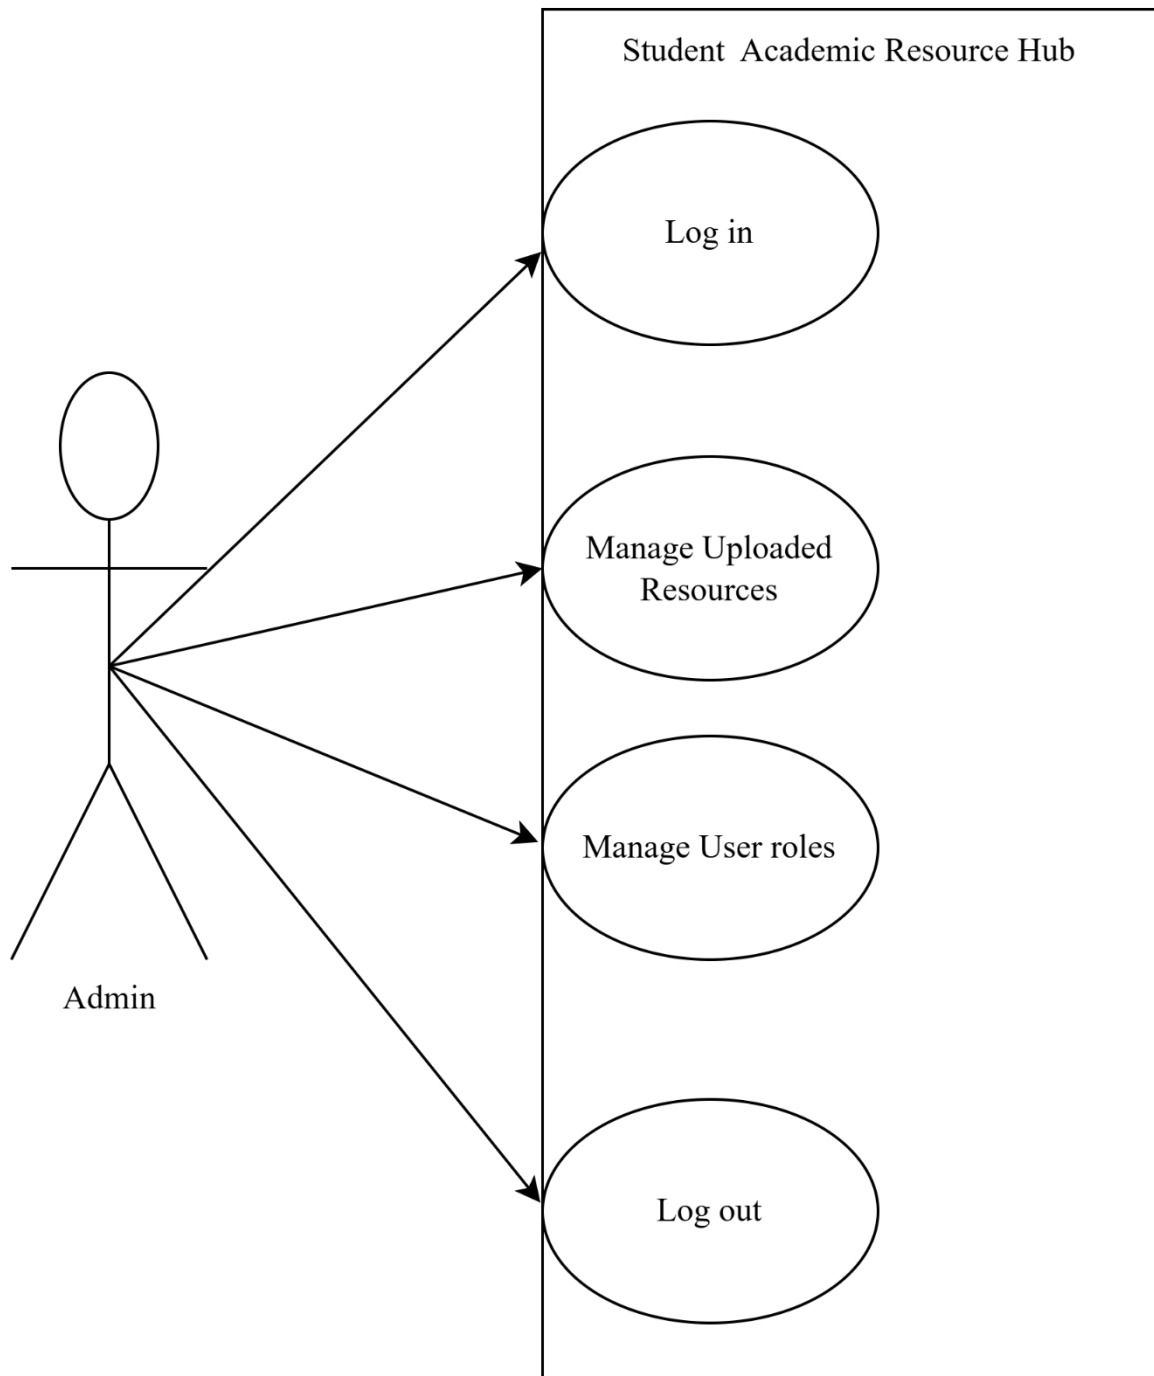 Student Academic Resource Hub
Log in
Manage Uploaded
Resources
Manage User roles
Admin
Log out